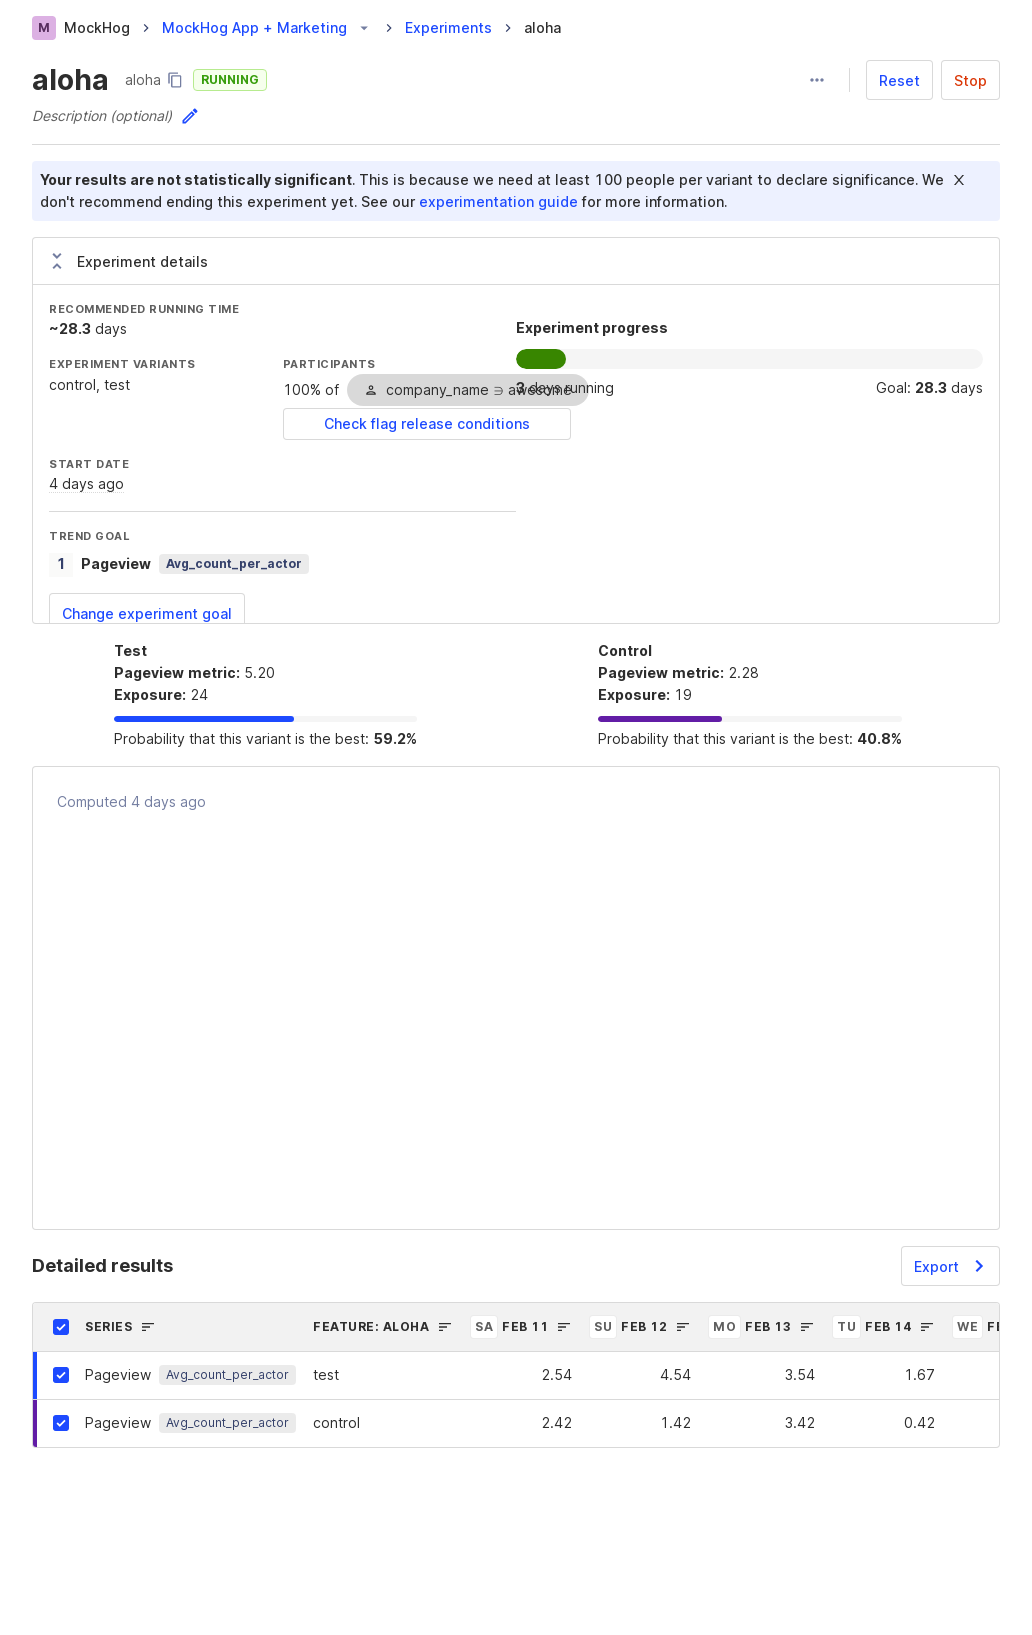 M MockHog MockHog App + Marketing Experiments aloha
aloha aloha RUNNING Reset Stop
Description (optional)
Your results are not statistically significant. This is because we need at least 100 people per variant to declare significance. We
don't recommend ending this experiment yet. See our experimentation guide for more information.
Experiment details
RECOMMENDED RUNNING TIME
~28.3 days
EXPERIMENT VARIANTS
control, test
PARTICIPANTS
100% of company_name ∋ awesome
Check flag release conditions
START DATE
4 days ago
Experiment progress
3 days running Goal: 28.3 days
TREND GOAL
1 Pageview Avg_count_per_actor
Change experiment goal
Test
Pageview metric: 5.20
Exposure: 24
Probability that this variant is the best: 59.2%
Control
Pageview metric: 2.28
Exposure: 19
Probability that this variant is the best: 40.8%
Computed 4 days ago
Detailed results Export
SERIES FEATURE: ALOHA SA FEB 11 SU FEB 12 MO FEB 13 TU FEB 14 WE
Pageview Avg_count_per_actor test 2.54 4.54 3.54 1.67
Pageview Avg_count_per_actor control 2.42 1.42 3.42 0.42